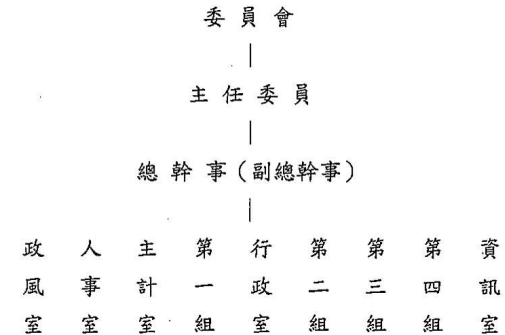 委員會
主任委員
總幹事(副總幹事)
政風室
人事室
主計室
第一組
行政室
第二組
第三組
第四組
資訊室